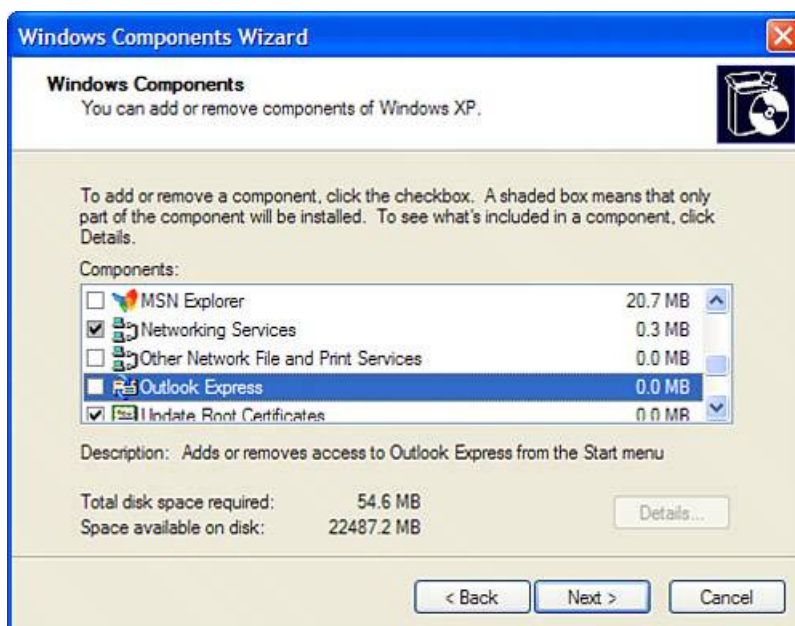 Windows Components Wizard
Windows Components
You can add or remove components of Windows XP.
To add or remove a component, click the checkbox. A shaded box means that only
part of the component will be installed. To see what's included in a component, click
Details.
Components:
MSN Explorer 20.7 MB
Networking Services 0.3 MB
Other Network File and Print Services 0.0 MB
Outlook Express 0.0 MB
Update Root Certificates 0.0 MB
Description: Adds or removes access to Outlook Express from the Start menu
Total disk space required: 54.6 MB
Space available on disk: 22487.2 MB
Details...
< Back Next > Cancel